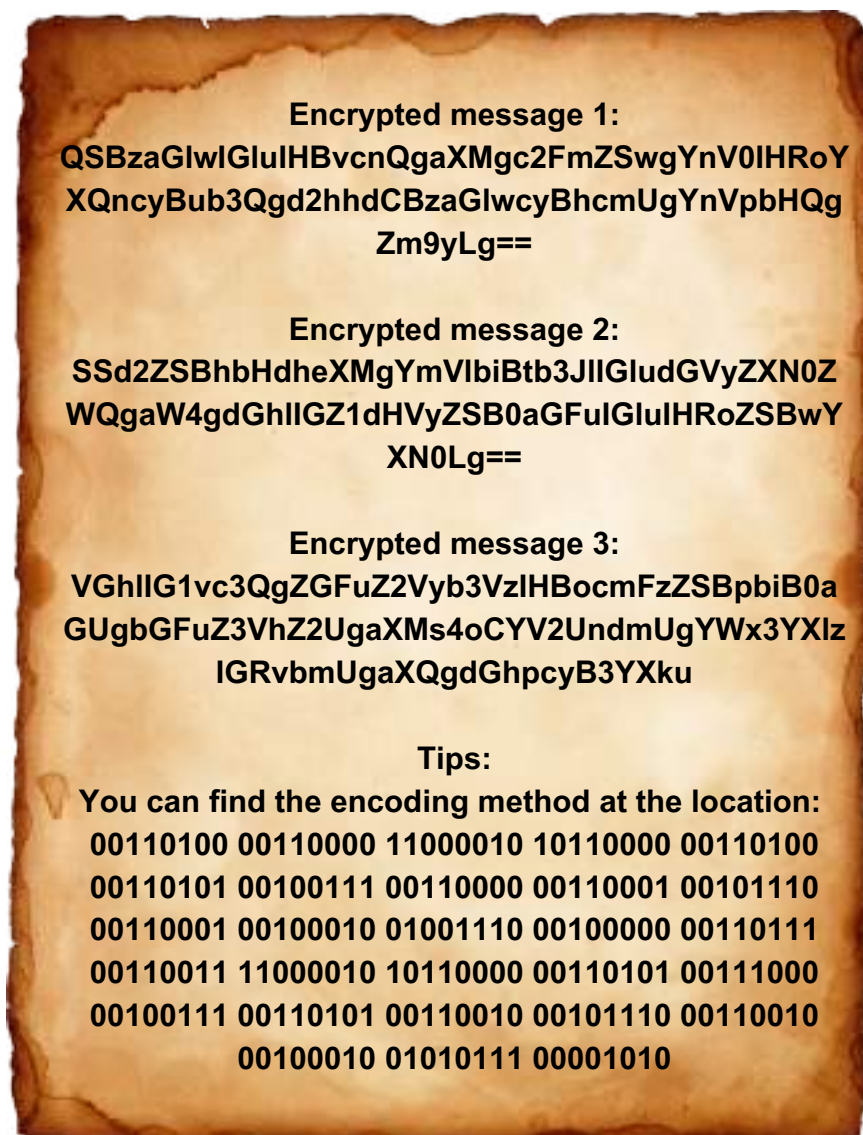 Encrypted message 1:
QSBzaGlwIGluIHBvcnQgaXMgc2FmZSwgYnV0IHRoY
XQncyBub3Qgd2hhdCBzaGlwcyBhcmUgYnVpbHQg
Zm9yLg==
Encrypted message 2:
SSd2ZSBhbHdheXMgYmVlbiBtb3JlIGludGVyZXN0Z
WQgaW4gdGhlIGZ1dHVyZSB0aGFuIGluIHRoZSBwY
XN0Lg==
Encrypted message 3:
VGhlIG1vc3QgZGFuZ2Vyb3VzIHBocmFzZSBpbiB0a
GUgbGFuZ3VhZ2UgaXMs4oCYV2UndmUgYWx3YXlz
IGRvbmUgaXQgdGhpcyB3YXku
Tips:
You can find the encoding method at the location:
00110100 00110000 11000010 10110000 00110100
00110101 00100111 00110000 00110001 00101110
00110001 00100010 01001110 00100000 00110111
00110011 11000010 10110000 00110101 00111000
00100111 00110101 00110010 00101110 00110010
00100010 01010111 00001010